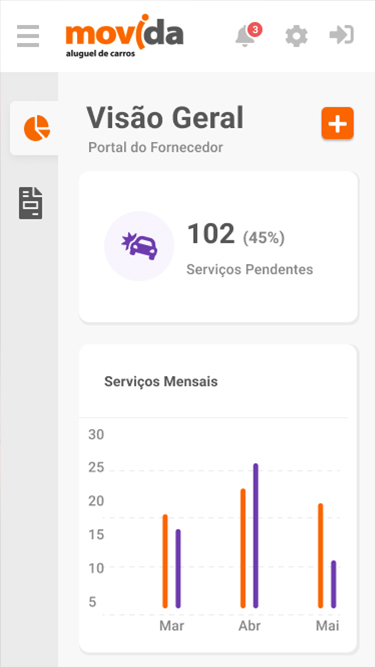 movida
aluguel de carros
3
Visão Geral
Portal do Fornecedor
102 (45%)
Serviços Pendentes
Serviços Mensais
30
25
20
15
10
5
Mar Abr Mai